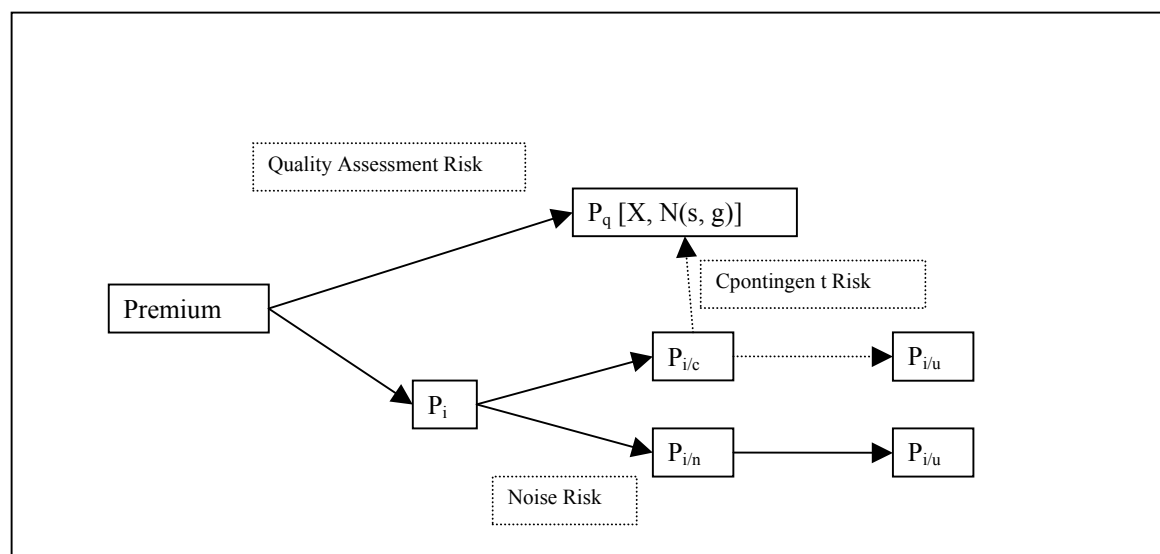 Quality Assessment Risk
P_q [X, N(s, g)]
Cpontingen t Risk
Premium
P_i/c
P_i/u
P_i
P_i/n
P_i/u
Noise Risk